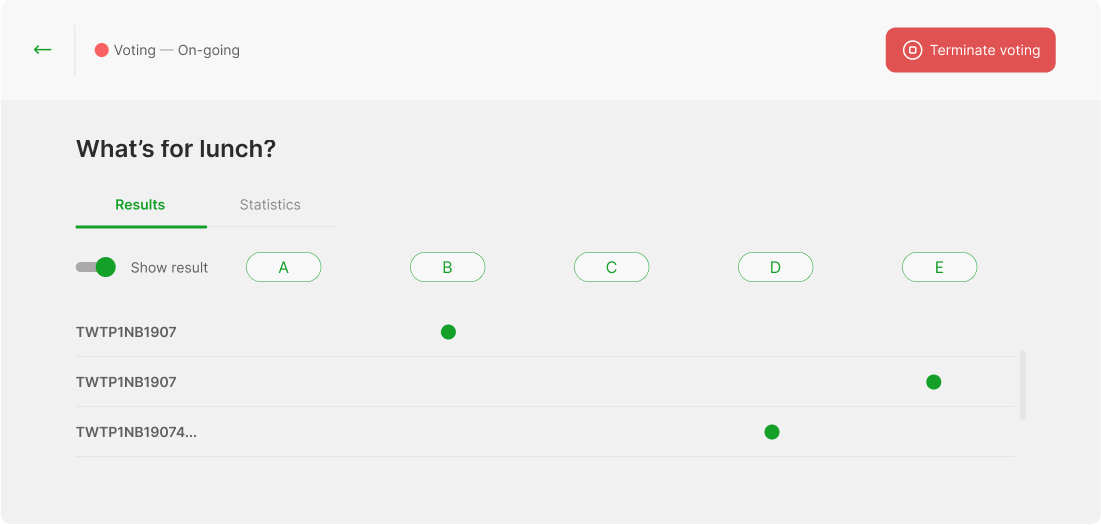 Voting — On-going
Terminate voting
What's for lunch?
Results Statistics
Show result A B C D E
TWTP1NB1907
TWTP1NB1907
TWTP1NB19074...